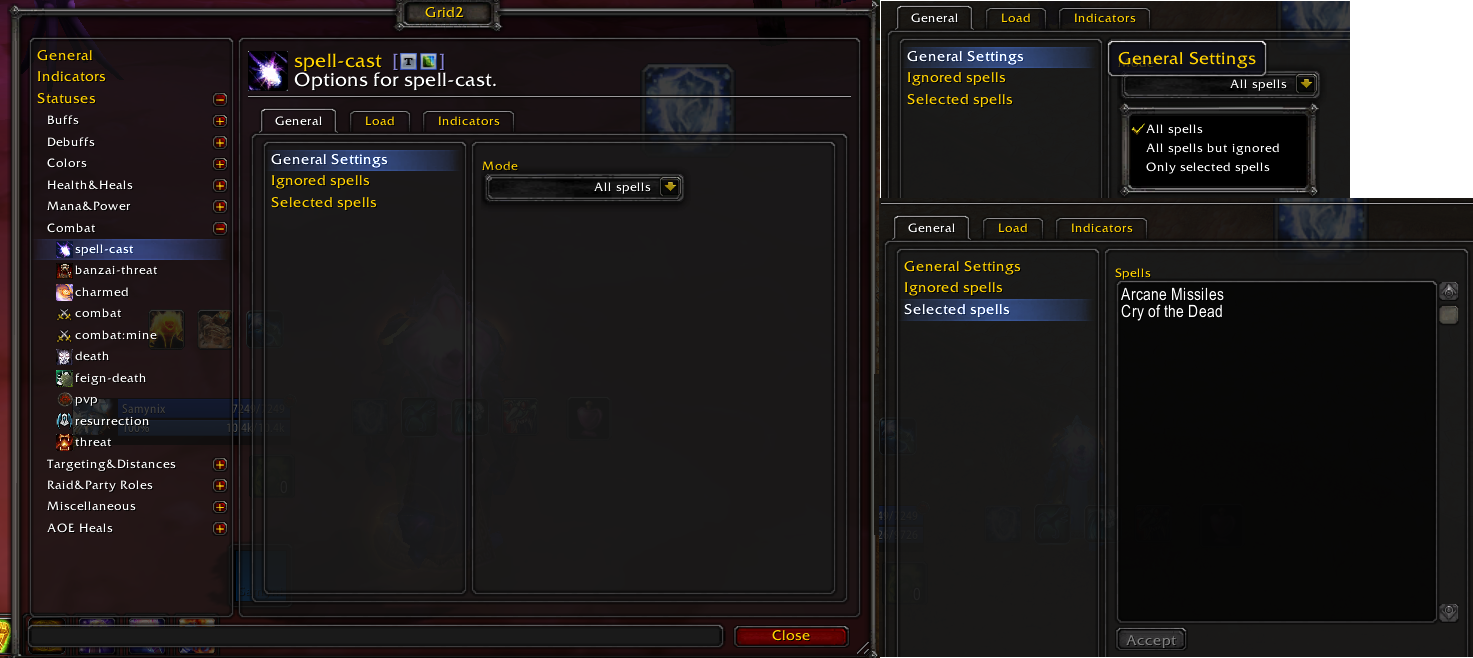 Grid2
General
Indicators
Statuses
Buffs
Debuffs
Colors
Health&Heals
Mana&Power
Combat
spell-cast
banzai-threat
charmed
combat
combat:mine
death
feign-death
pvp
resurrection
threat
Targeting&Distances
Raid&Party Roles
Miscellaneous
AOE Heals
spell-cast [T]
Options for spell-cast.
General Load Indicators
General Settings
Ignored spells
Selected spells
Mode
All spells
Samynix
100%
Close
General Load Indicators
General Settings
Ignored spells
Selected spells
General Settings
All spells
All spells
All spells but ignored
Only selected spells
General Load Indicators
General Settings
Ignored spells
Selected spells
Spells
Arcane Missiles
Cry of the Dead
Accept